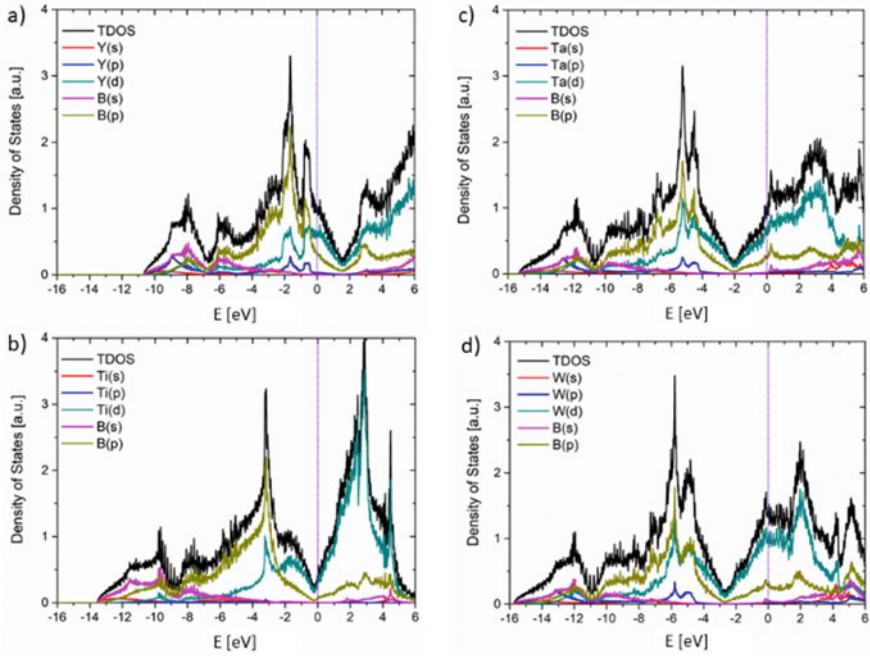 a)
TDOS
Y(s)
Y(p)
Y(d)
B(s)
B(p)
Density of States [a.u.]
4
3
2
1
0
-16 -14 -12 -10 -8 -6 -4 -2 0 2 4 6
E [eV]
c)
TDOS
Ta(s)
Ta(p)
Ta(d)
B(s)
B(p)
Density of States [a.u.]
4
3
2
1
0
-16 -14 -12 -10 -8 -6 -4 -2 0 2 4 6
E [eV]
b)
TDOS
Ti(s)
Ti(p)
Ti(d)
B(s)
B(p)
Density of States [a.u.]
4
3
2
1
0
-16 -14 -12 -10 -8 -6 -4 -2 0 2 4 6
E [eV]
d)
TDOS
W(s)
W(p)
W(d)
B(s)
B(p)
Density of States [a.u.]
4
3
2
1
0
-16 -14 -12 -10 -8 -6 -4 -2 0 2 4 6
E [eV]